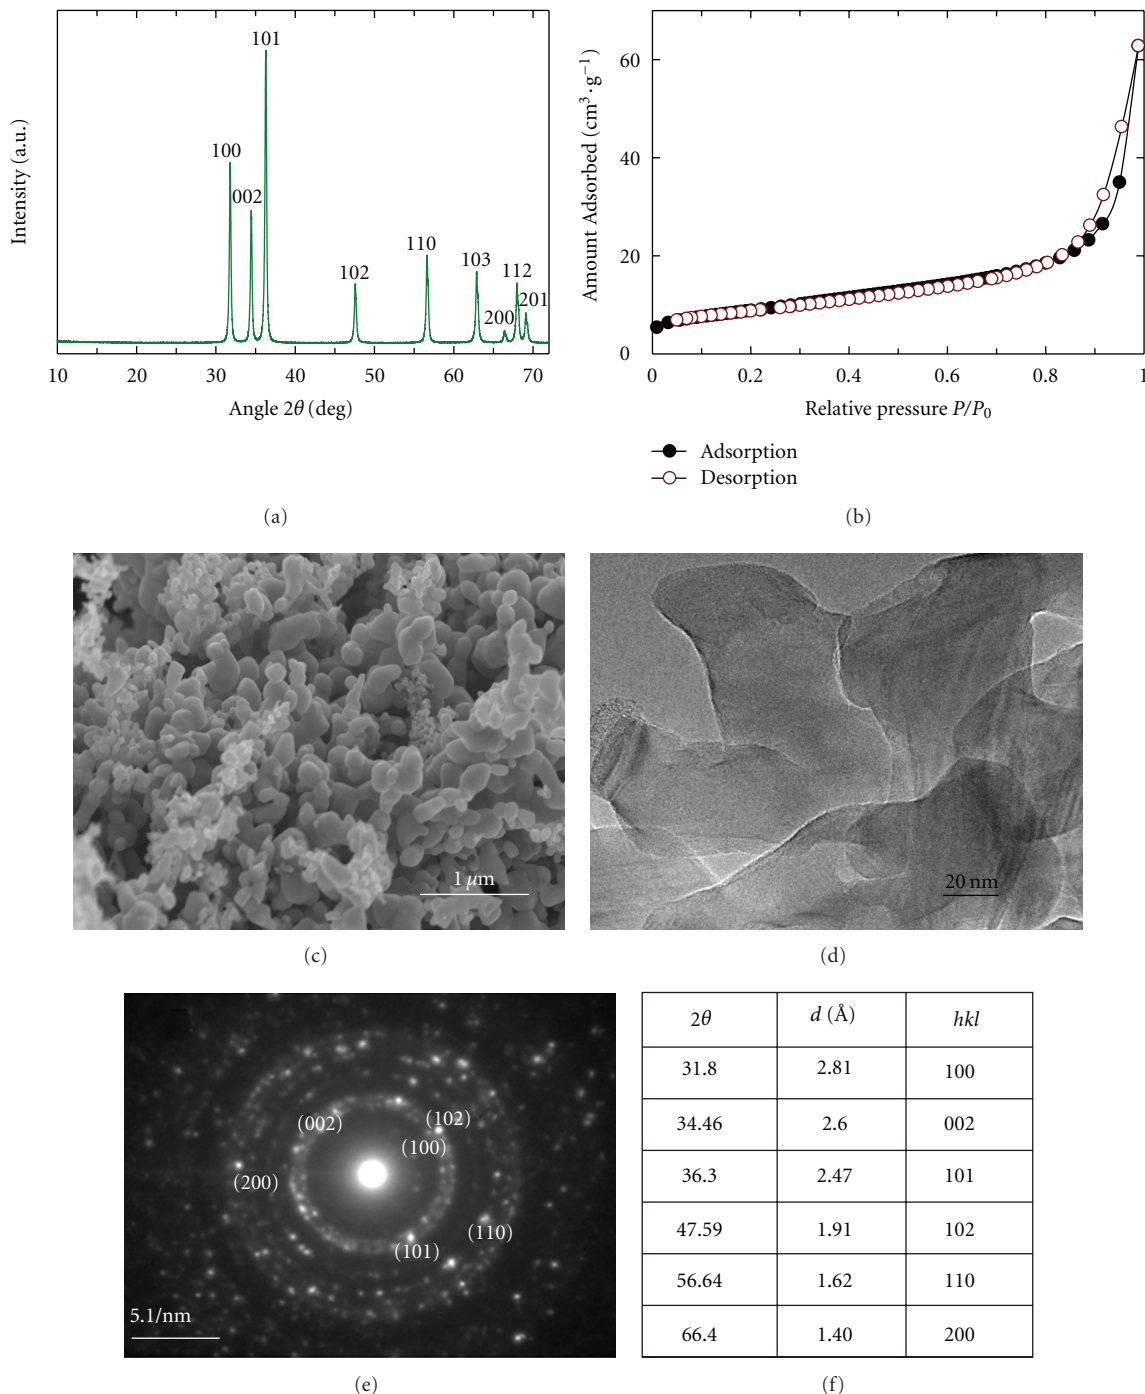 101
100
002
110
102
103
112
201
200
Intensity (a.u.)
10 20 30 40 50 60 70
Angle 2θ (deg)
(a)
60
40
20
0
Amount Adsorbed (cm³·g⁻¹)
0 0.2 0.4 0.6 0.8 1
Relative pressure P/P₀
Adsorption
Desorption
(b)
1 μm
(c)
20 nm
(d)
(002)
(102)
(100)
(200)
(110)
(101)
5.1/nm
(e)
2θ d (Å) hkl
31.8 2.81 100
34.46 2.6 002
36.3 2.47 101
47.59 1.91 102
56.64 1.62 110
66.4 1.40 200
(f)